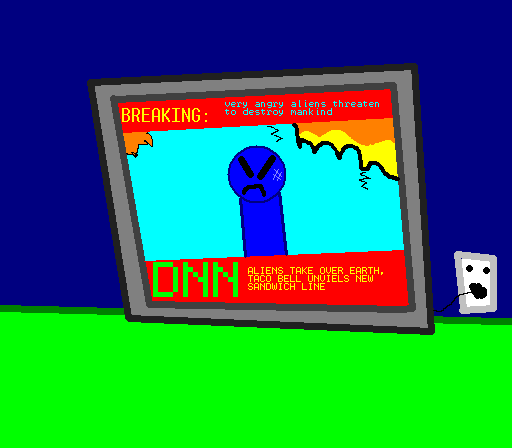 BREAKING:
very angry aliens threaten
to destroy mankind
DNN
ALIENS TAKE OVER EARTH,
TACO BELL UNVIELS NEW
SANDWICH LINE